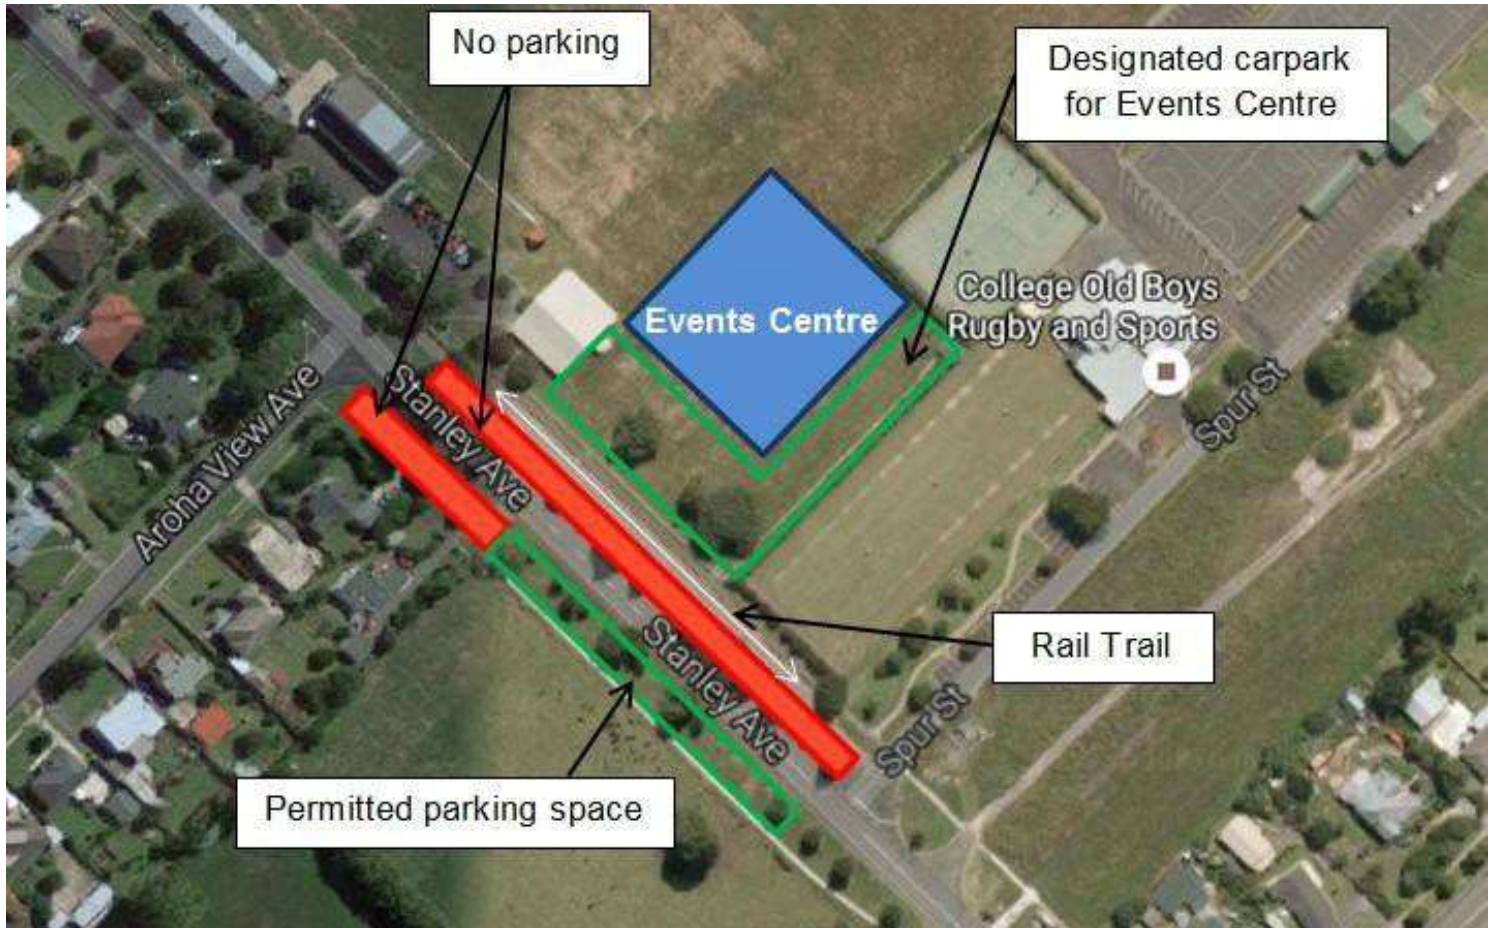 No parking
Designated carpark
for Events Centre
Events Centre
College Old Boys
Rugby and Sports
Stanley Ave
Aroha View Ave
Spur St
Rail Trail
Stanley Ave
Spur St
Permitted parking space